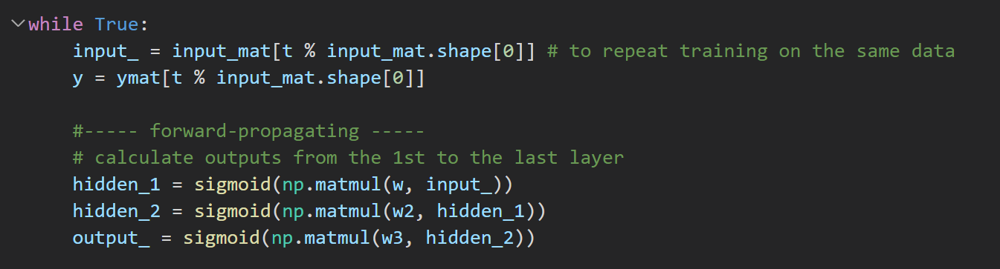 while True:
    input_ = input_mat[t % input_mat.shape[0]] # to repeat training on the same data
    y = ymat[t % input_mat.shape[0]]

    #----- forward-propagating -----
    # calculate outputs from the 1st to the last layer
    hidden_1 = sigmoid(np.matmul(w, input_))
    hidden_2 = sigmoid(np.matmul(w2, hidden_1))
    output_ = sigmoid(np.matmul(w3, hidden_2))